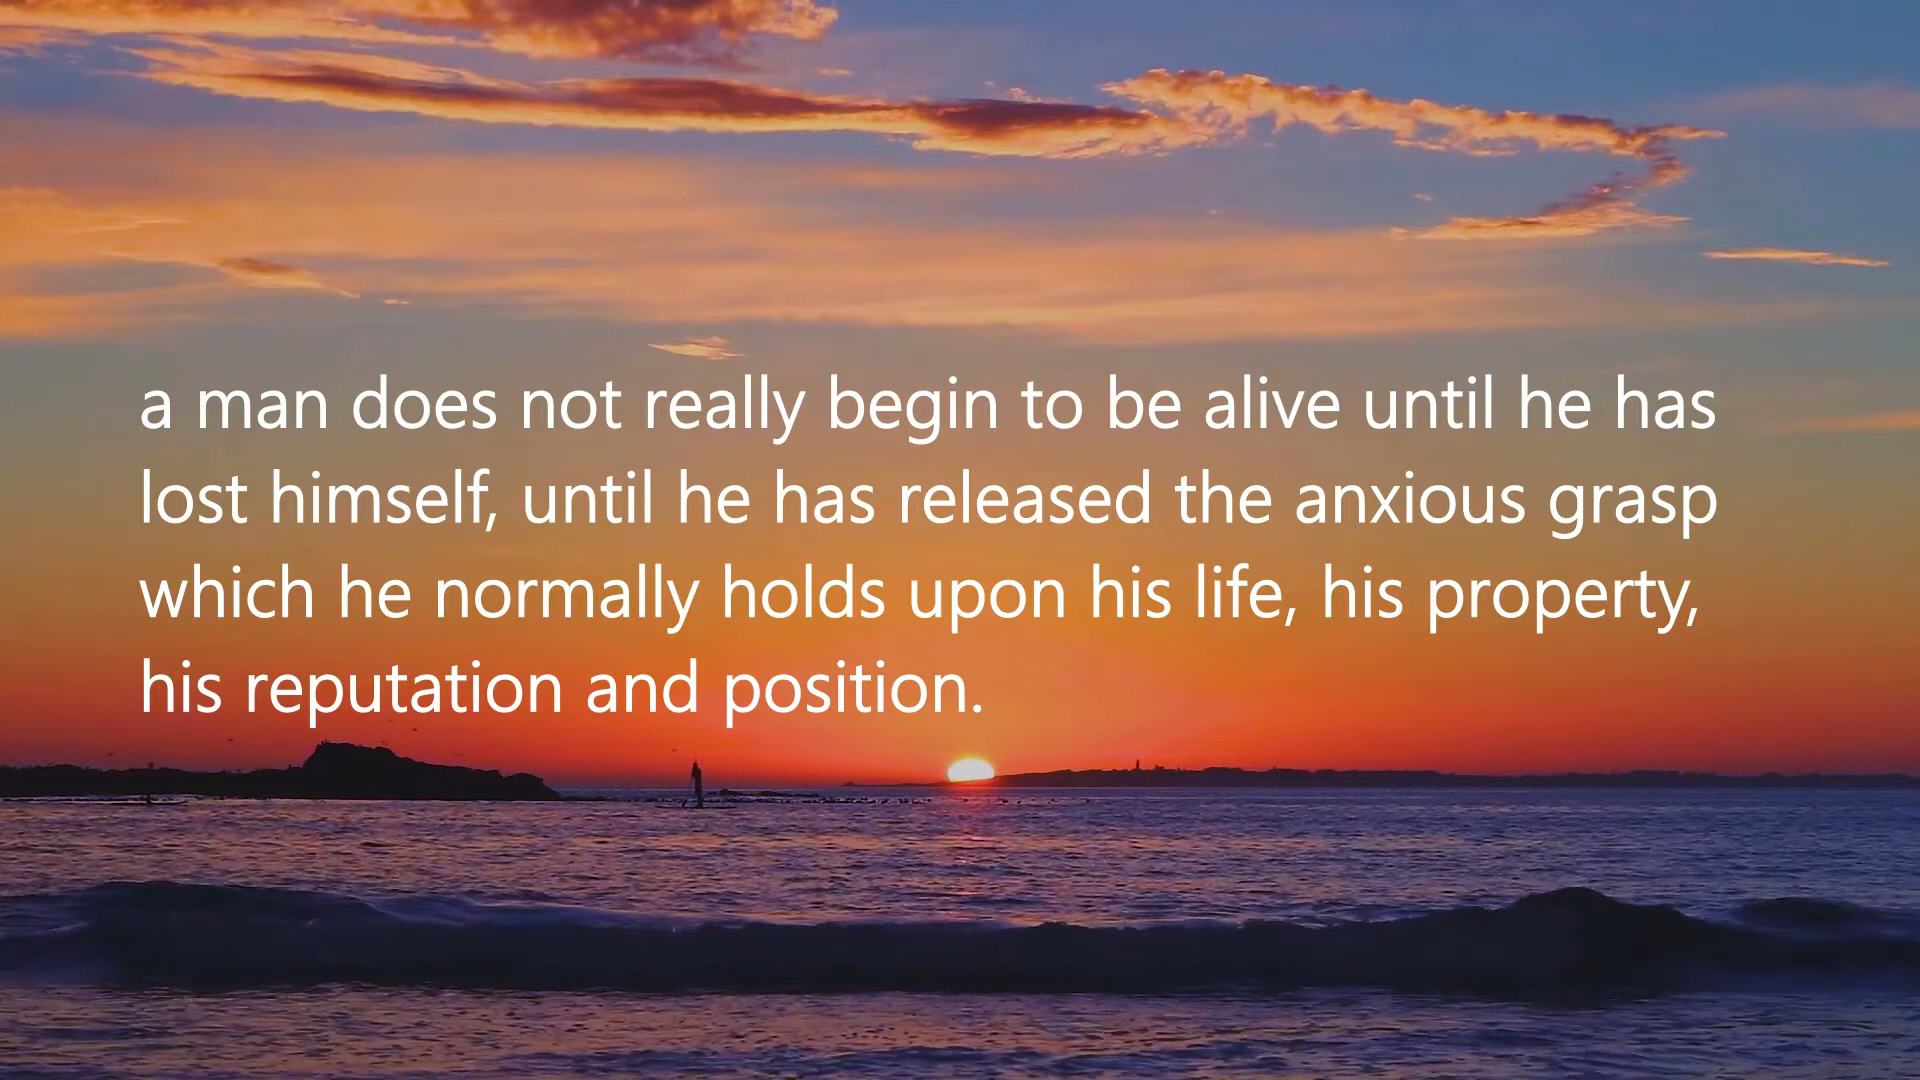 a man does not really begin to be alive until he has
lost himself, until he has released the anxious grasp
which he normally holds upon his life, his property,
his reputation and position.